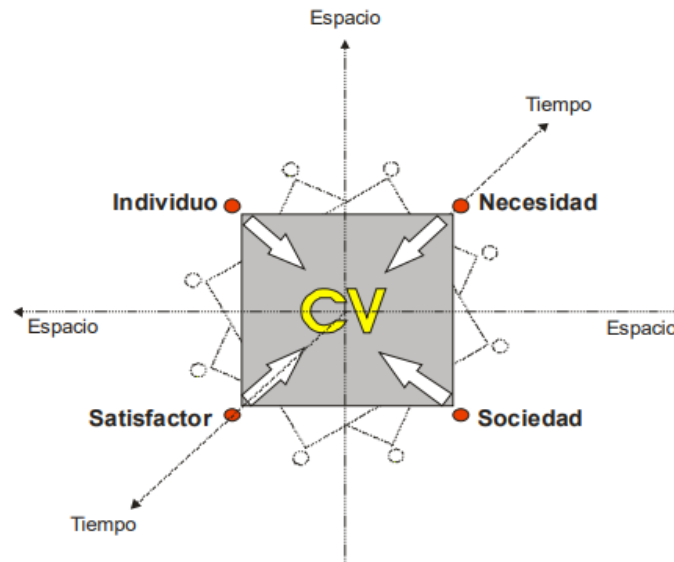 Espacio
Tiempo
Individuo
Necesidad
CV
Espacio
Espacio
Satisfactor
Sociedad
Tiempo